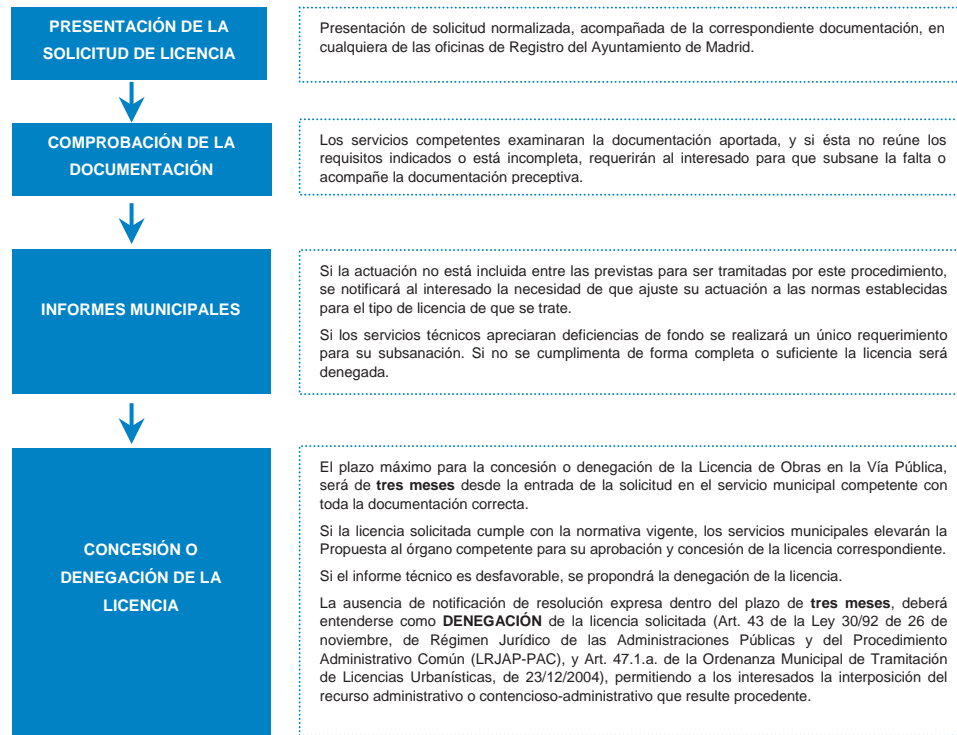 PRESENTACIÓN DE LA
SOLICITUD DE LICENCIA
Presentación de solicitud normalizada, acompañada de la correspondiente documentación, en
cualquiera de las oficinas de Registro del Ayuntamiento de Madrid.
COMPROBACIÓN DE LA
DOCUMENTACIÓN
Los servicios competentes examinaran la documentación aportada, y si ésta no reúne los
requisitos indicados o está incompleta, requerirán al interesado para que subsane la falta o
acompañe la documentación preceptiva.
INFORMES MUNICIPALES
Si la actuación no está incluida entre las previstas para ser tramitadas por este procedimiento,
se notificará al interesado la necesidad de que ajuste su actuación a las normas establecidas
para el tipo de licencia de que se trate.
Si los servicios técnicos apreciaran deficiencias de fondo se realizará un único requerimiento
para su subsanación. Si no se cumplimenta de forma completa o suficiente la licencia será
denegada.
CONCESIÓN O
DENEGACIÓN DE LA
LICENCIA
El plazo máximo para la concesión o denegación de la Licencia de Obras en la Vía Pública,
será de tres meses desde la entrada de la solicitud en el servicio municipal competente con
toda la documentación correcta.
Si la licencia solicitada cumple con la normativa vigente, los servicios municipales elevarán la
Propuesta al órgano competente para su aprobación y concesión de la licencia correspondiente.
Si el informe técnico es desfavorable, se propondrá la denegación de la licencia.
La ausencia de notificación de resolución expresa dentro del plazo de tres meses, deberá
entenderse como DENEGACIÓN de la licencia solicitada (Art. 43 de la Ley 30/92 de 26 de
noviembre, de Régimen Jurídico de las Administraciones Públicas y del Procedimiento
Administrativo Común (LRJAP-PAC), y Art. 47.1.a. de la Ordenanza Municipal de Tramitación
de Licencias Urbanísticas, de 23/12/2004), permitiendo a los interesados la interposición del
recurso administrativo o contencioso-administrativo que resulte procedente.